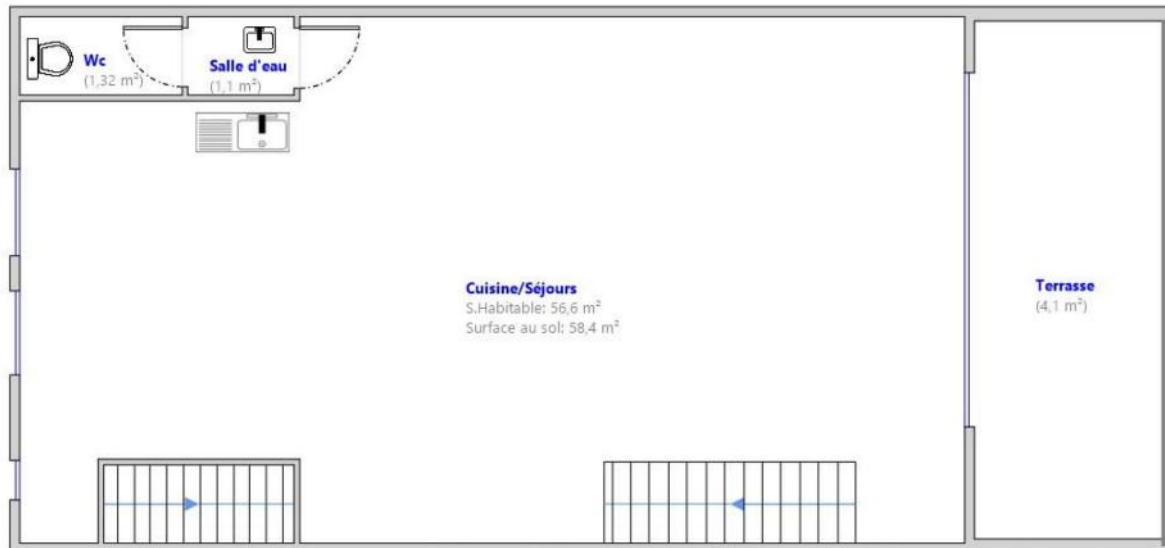 Wc
(1,32 m²)
Salle d'eau
(1,1 m²)
Cuisine/Séjours
S.Habitable: 56,6 m²
Surface au sol: 58,4 m²
Terrasse
(4,1 m²)